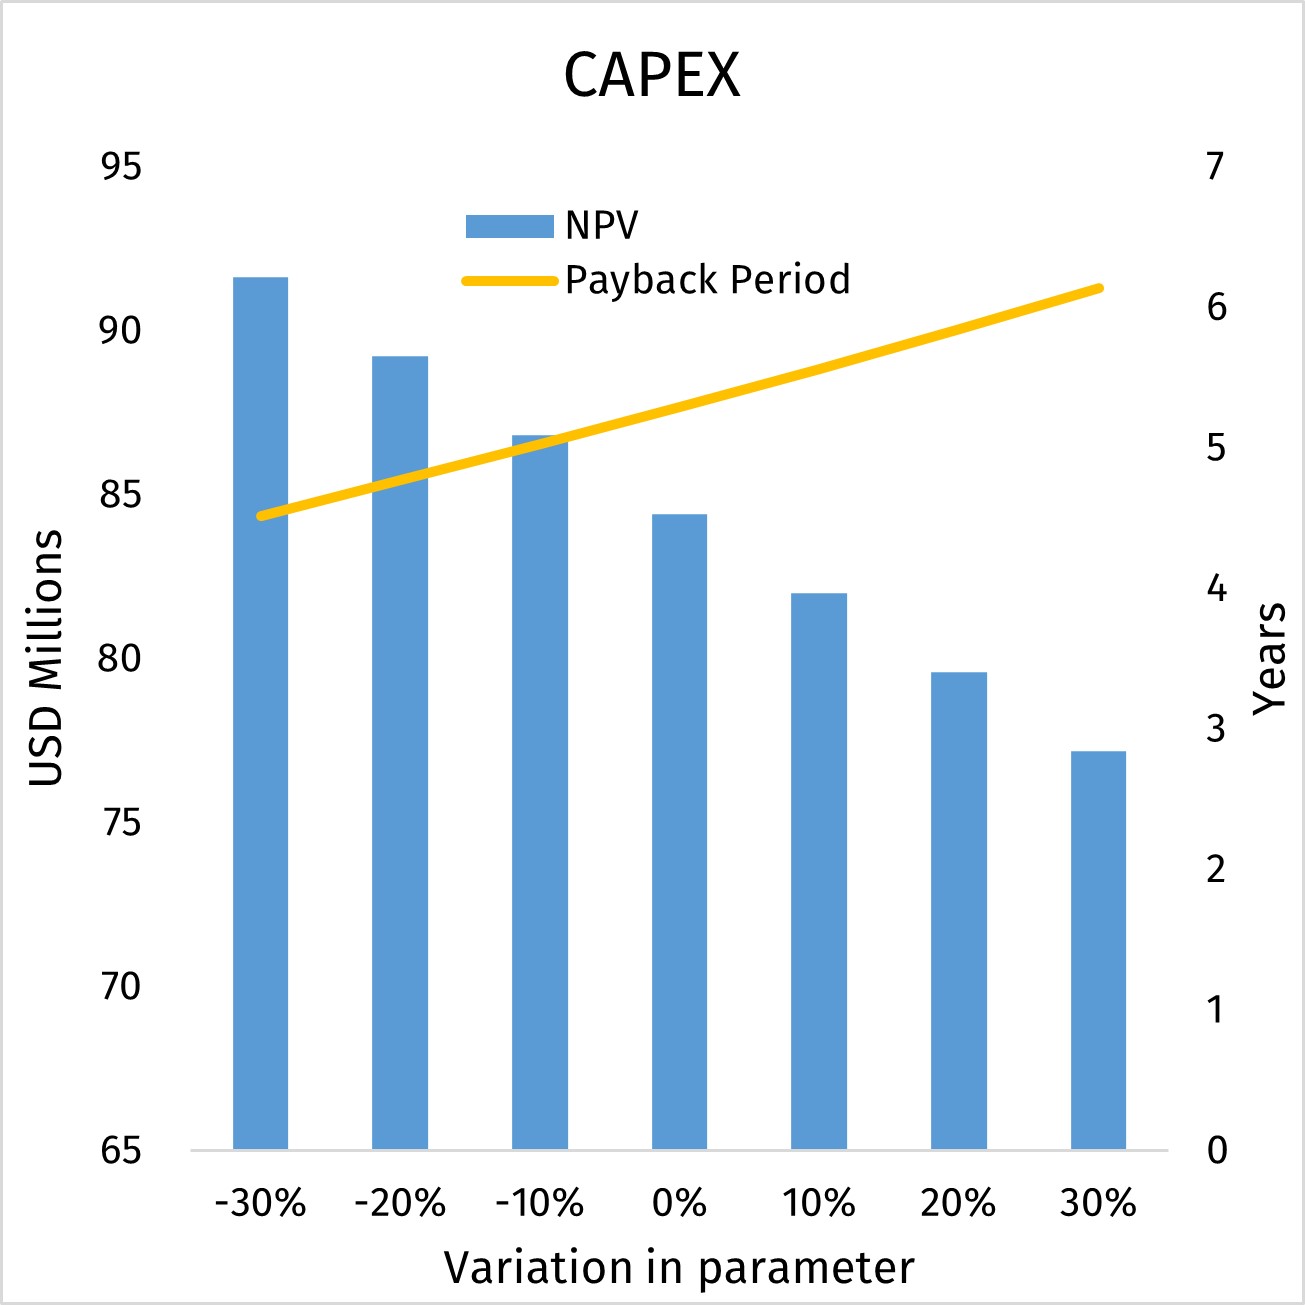 CAPEX
95
90
85
80
75
70
65
USD Millions
NPV
Payback Period
7
6
5
4
3
2
1
0
Years
-30% -20% -10% 0% 10% 20% 30%
Variation in parameter